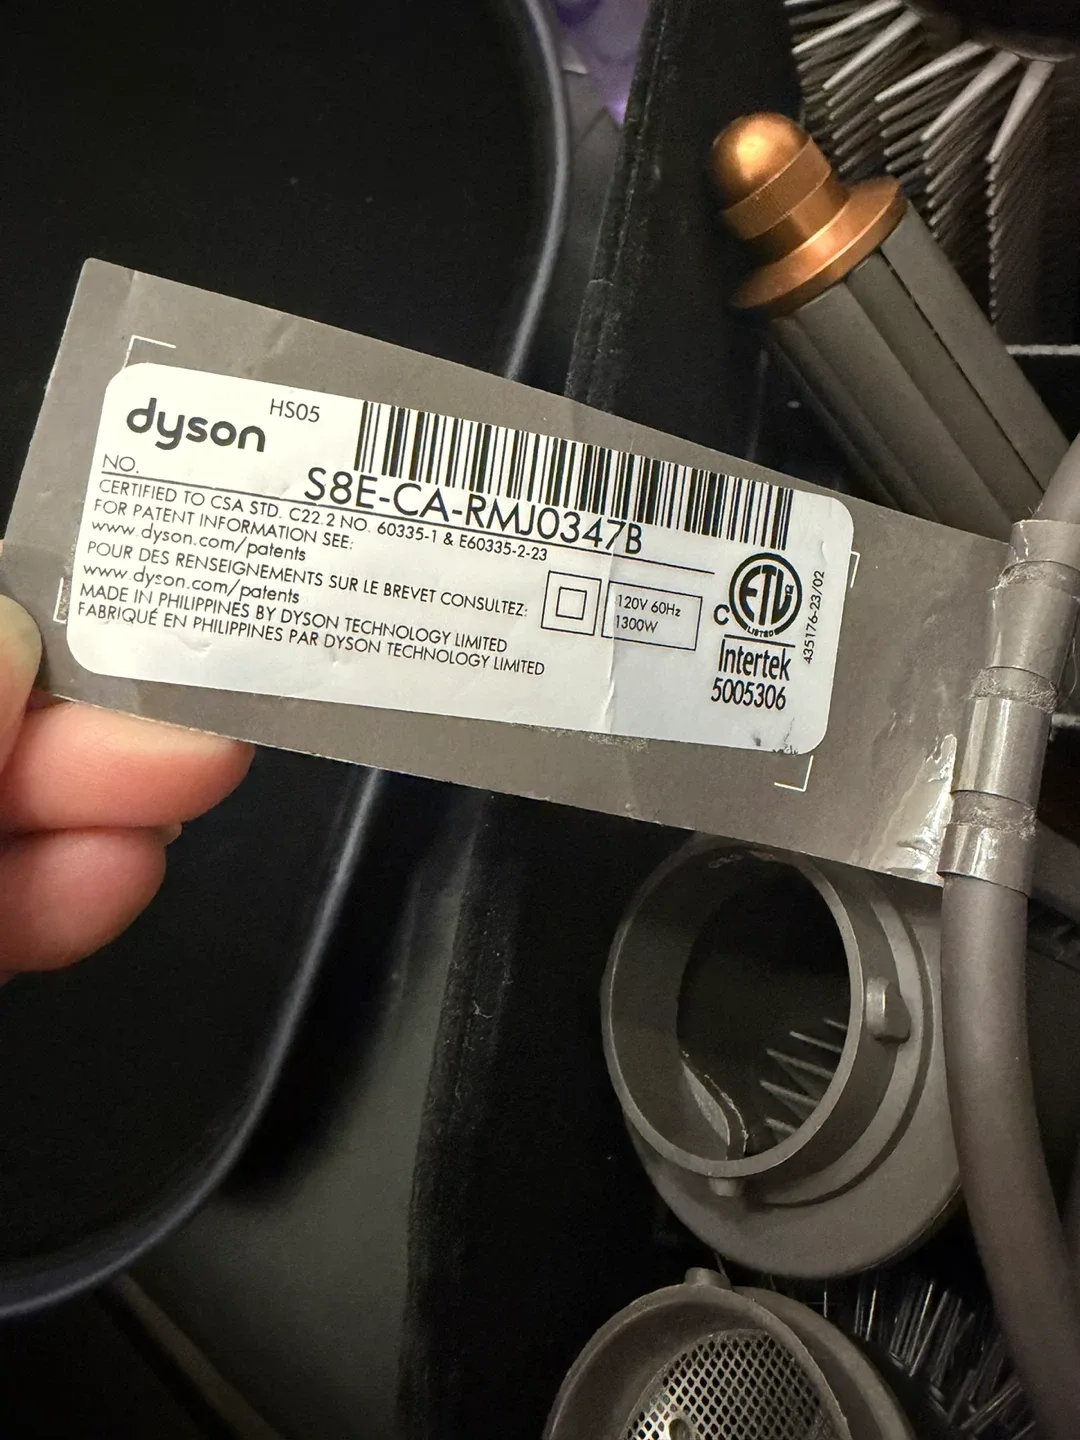 dyson
HS05
NO.
S8E-CA-RMJ0347B
CERTIFIED TO CSA STD. C22.2 NO. 60335-1 & E60335-2-23
FOR PATENT INFORMATION SEE:
www.dyson.com/patents
POUR DES RENSEIGNEMENTS SUR LE BREVET CONSULTEZ:
www dyson.com/patents
MADE IN PHILIPPINES BY DYSON TECHNOLOGY LIMITED
FABRIQUÉ EN PHILIPPINES PAR DYSON TECHNOLOGY LIMITED
120V 60Hz
1300W
C ETL
LISTED
Intertek
5005306
435176-23/02